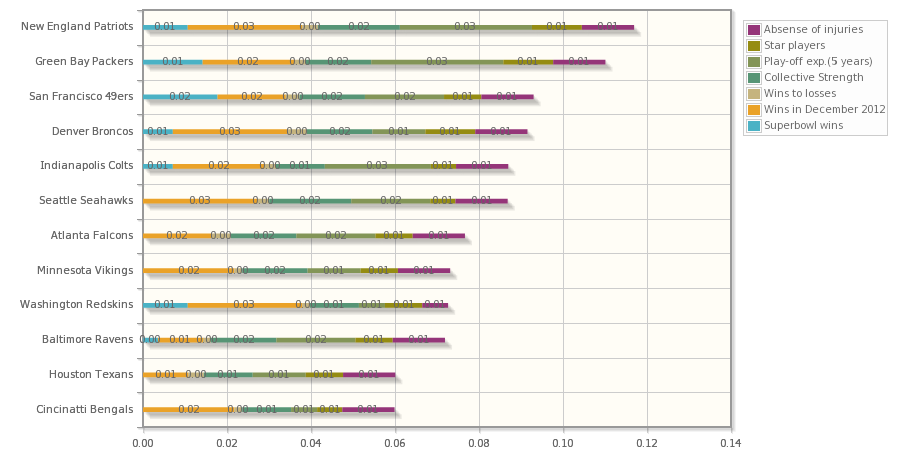 New England Patriots 0.01 0.03 0.00 0.02 0.03 0.01 0.01
Green Bay Packers 0.01 0.02 0.00 0.02 0.03 0.01 0.01
San Francisco 49ers 0.02 0.02 0.00 0.02 0.02 0.01 0.01
Denver Broncos 0.01 0.03 0.00 0.02 0.01 0.01 0.01
Indianapolis Colts 0.01 0.02 0.00 0.01 0.03 0.01 0.01
Seattle Seahawks 0.03 0.00 0.02 0.02 0.01 0.01
Atlanta Falcons 0.02 0.00 0.02 0.02 0.01 0.01
Minnesota Vikings 0.02 0.00 0.02 0.01 0.01 0.01
Washington Redskins 0.01 0.03 0.00 0.01 0.01 0.01 0.01
Baltimore Ravens 0.00 0.01 0.00 0.02 0.02 0.01 0.01
Houston Texans 0.01 0.00 0.01 0.01 0.01 0.01
Cincinatti Bengals 0.02 0.00 0.01 0.01 0.01 0.01
0.00 0.02 0.04 0.06 0.08 0.10 0.12 0.14
Absense of injuries
Star players
Play-off exp.(5 years)
Collective Strength
Wins to losses
Wins in December 2012
Superbowl wins